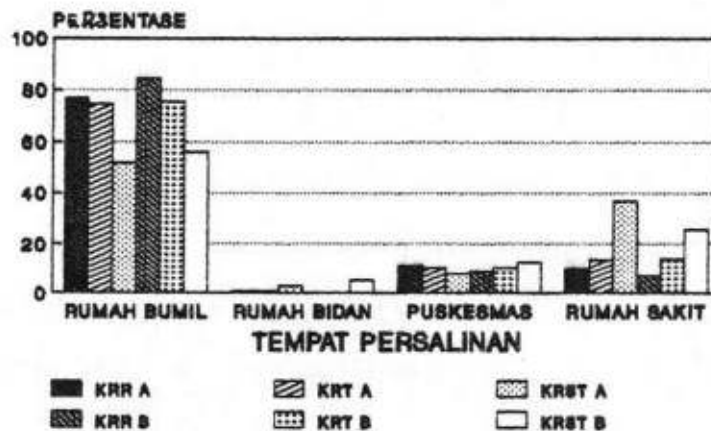 PERSENTASE
100
80
60
40
20
0
RUMAH BUMIL RUMAH BIDAN PUSKESMAS RUMAH SAKIT
TEMPAT PERSALINAN
KRR A KRT A KRST A
KRR B KRT B KRST B